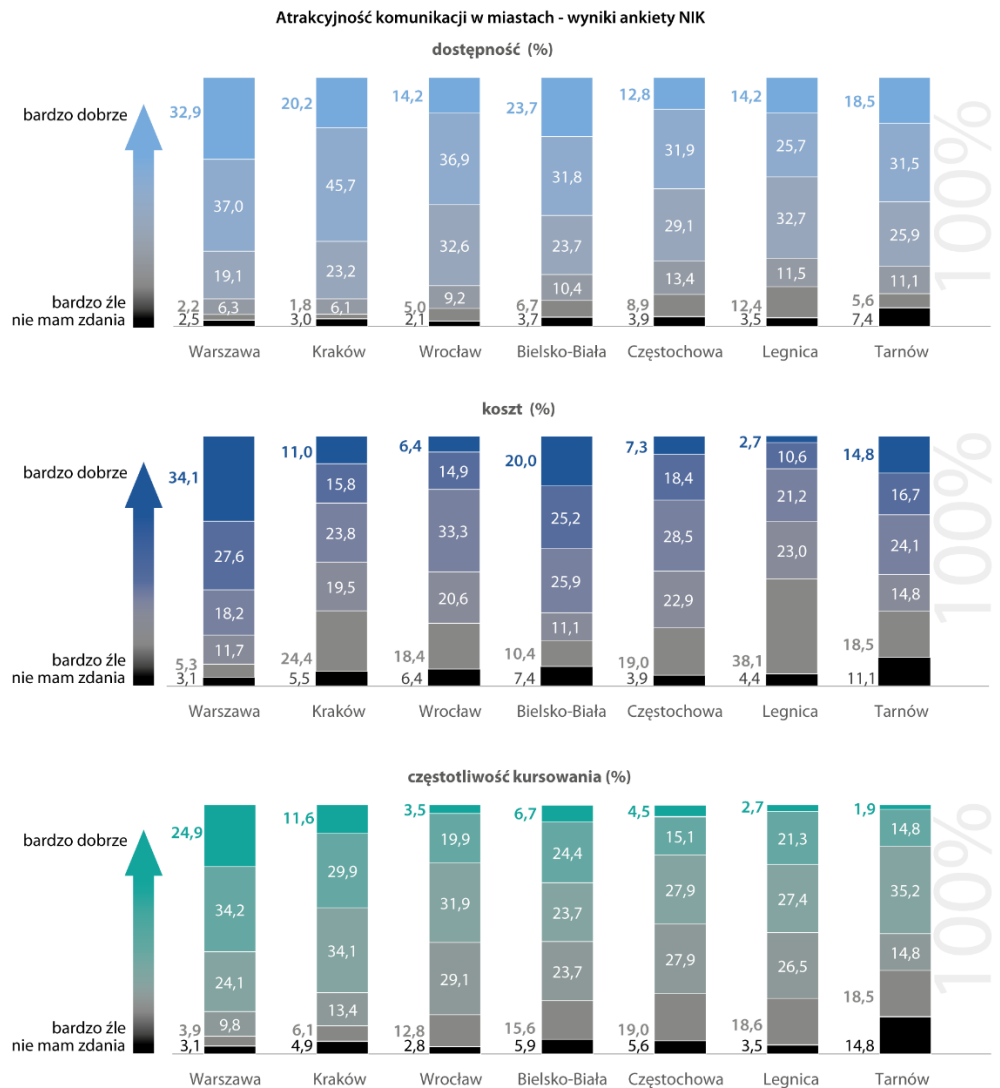 Atrakcyjność komunikacji w miastach - wyniki ankiety NIK
dostępność (%)
bardzo dobrze
bardzo źle
nie mam zdania
32,9 20,2 14,2 23,7 12,8 14,2 18,5
37,0 45,7 36,9 31,8 31,9 25,7 31,5
19,1 23,2 32,6 23,7 29,1 32,7 25,9
6,3 6,1 9,2 10,4 13,4 11,5 11,1
2,2 1,8 5,0 6,7 8,9 12,4 5,6
2,5 3,0 2,1 3,7 3,9 3,5 7,4
Warszawa Kraków Wrocław Bielsko-Biała Częstochowa Legnica Tarnów
100%
koszt (%)
bardzo dobrze
bardzo źle
nie mam zdania
34,1 11,0 6,4 20,0 7,3 2,7 14,8
27,6 15,8 14,9 25,2 18,4 10,6 16,7
18,2 23,8 33,3 25,9 28,5 21,2 24,1
11,7 19,5 20,6 11,1 22,9 23,0 14,8
5,3 24,4 18,4 10,4 19,0 38,1 18,5
3,1 5,5 6,4 7,4 3,9 4,4 11,1
Warszawa Kraków Wrocław Bielsko-Biała Częstochowa Legnica Tarnów
100%
częstotliwość kursowania (%)
bardzo dobrze
bardzo źle
nie mam zdania
24,9 11,6 3,5 6,7 4,5 2,7 1,9
34,2 29,9 19,9 24,4 15,1 21,3 14,8
24,1 34,1 31,9 23,7 27,9 27,4 35,2
9,8 13,4 29,1 23,7 27,9 26,5 14,8
3,9 6,1 12,8 15,6 19,0 18,6 18,5
3,1 4,9 2,8 5,9 5,6 3,5 14,8
Warszawa Kraków Wrocław Bielsko-Biała Częstochowa Legnica Tarnów
100%